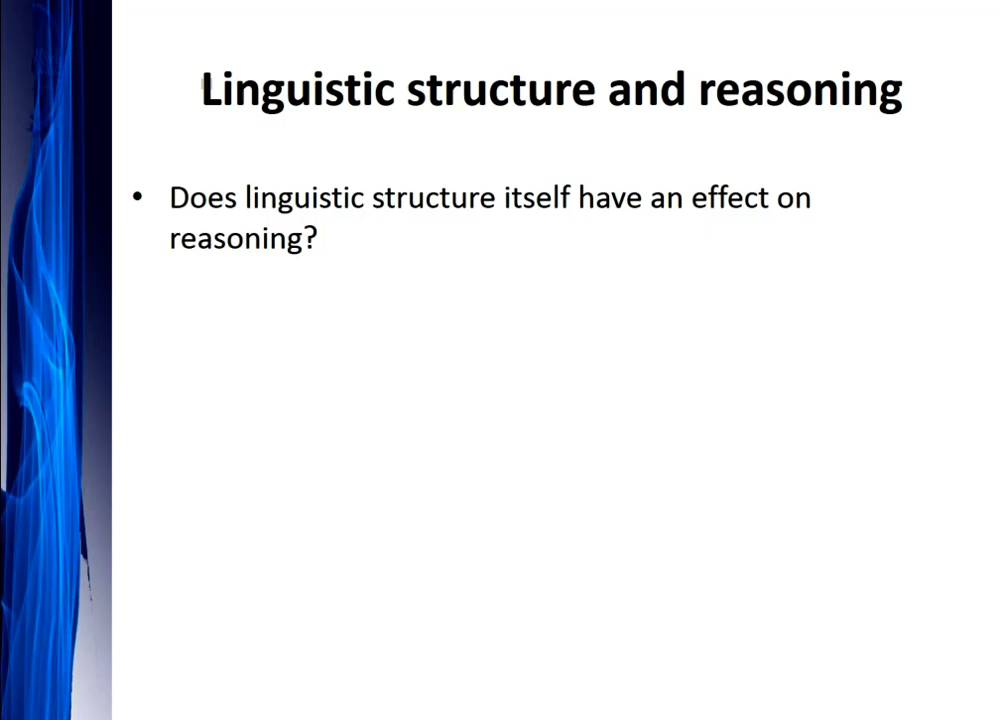 Linguistic structure and reasoning
• Does linguistic structure itself have an effect on
reasoning?